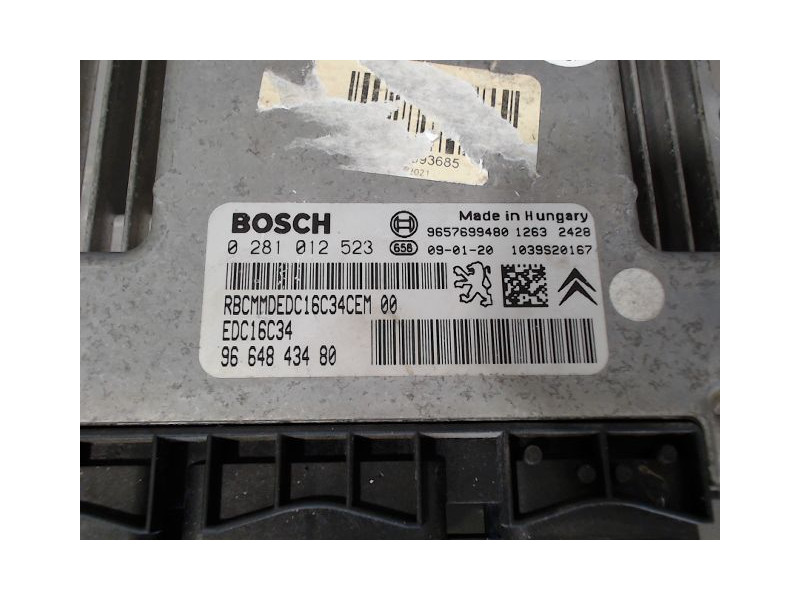 93685
BOSCH
Made in Hungary
9657699480 1263 2428
0 281 012 523
658
09-01-20 1039S20167
RBCMMDEDC16C34CEM 00
EDC16C34
96 648 434 80